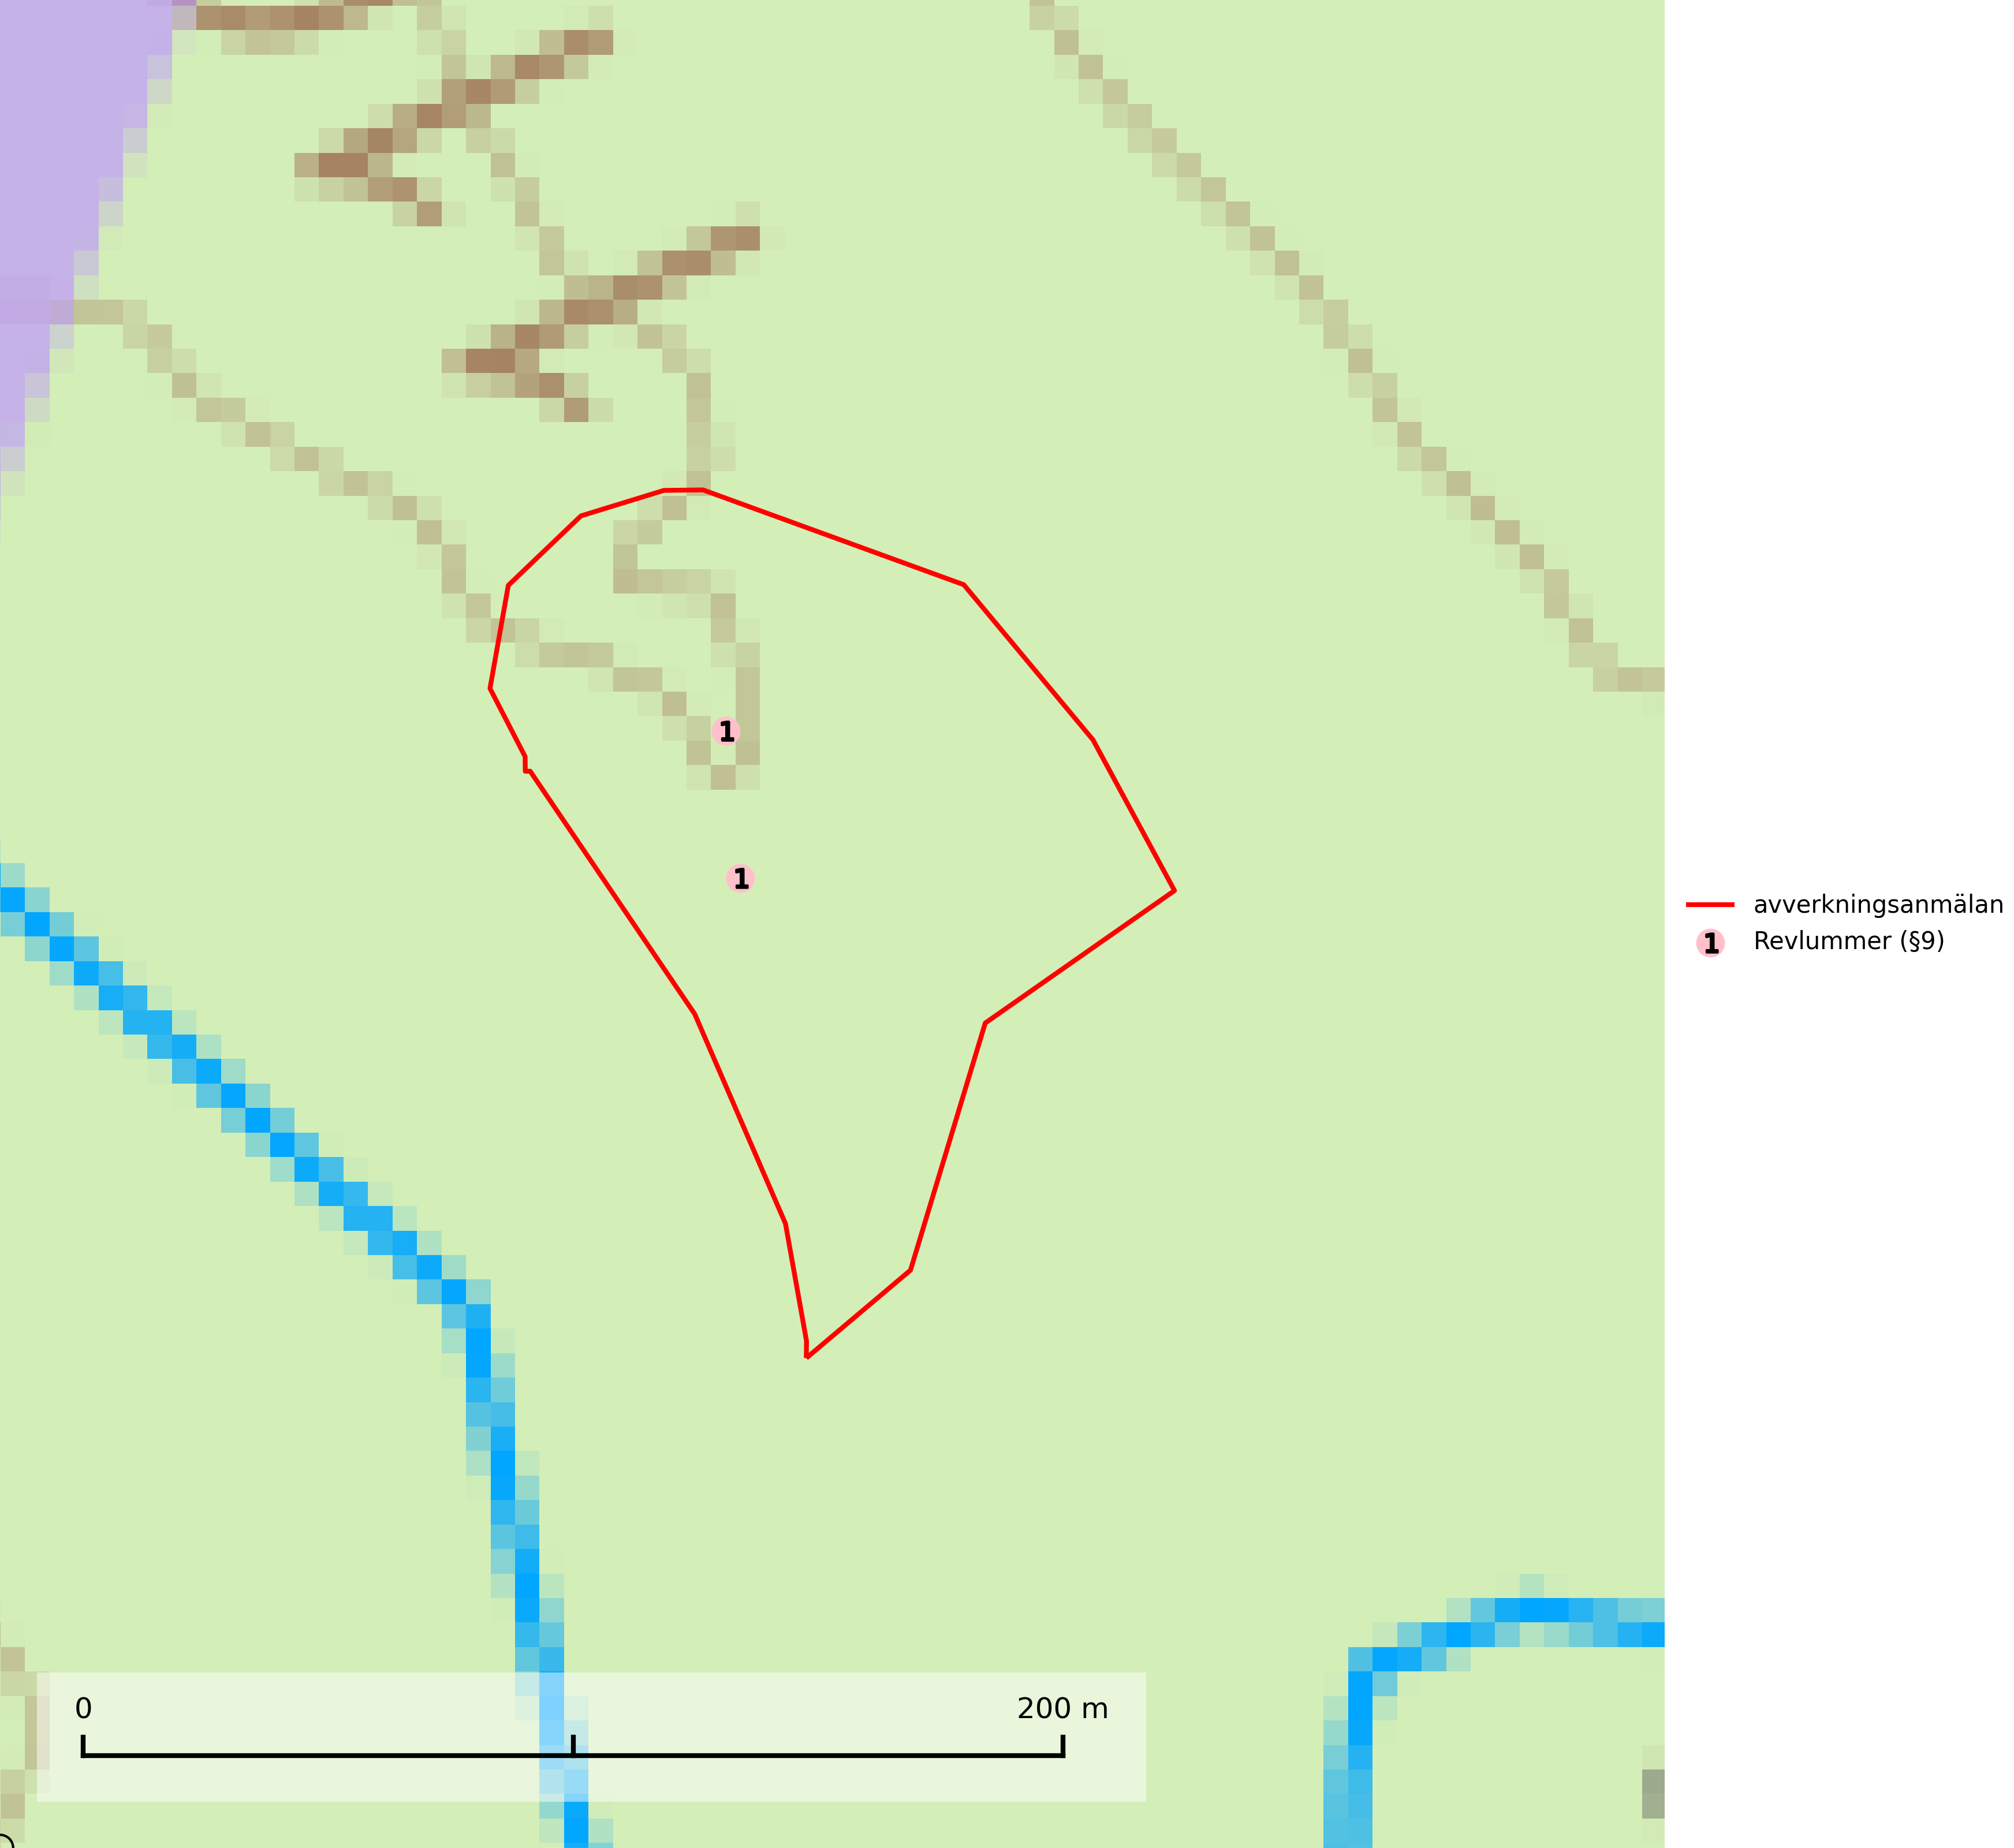 1
1
avverkningsanmälan
1 Revlummer (§9)
0 200 m